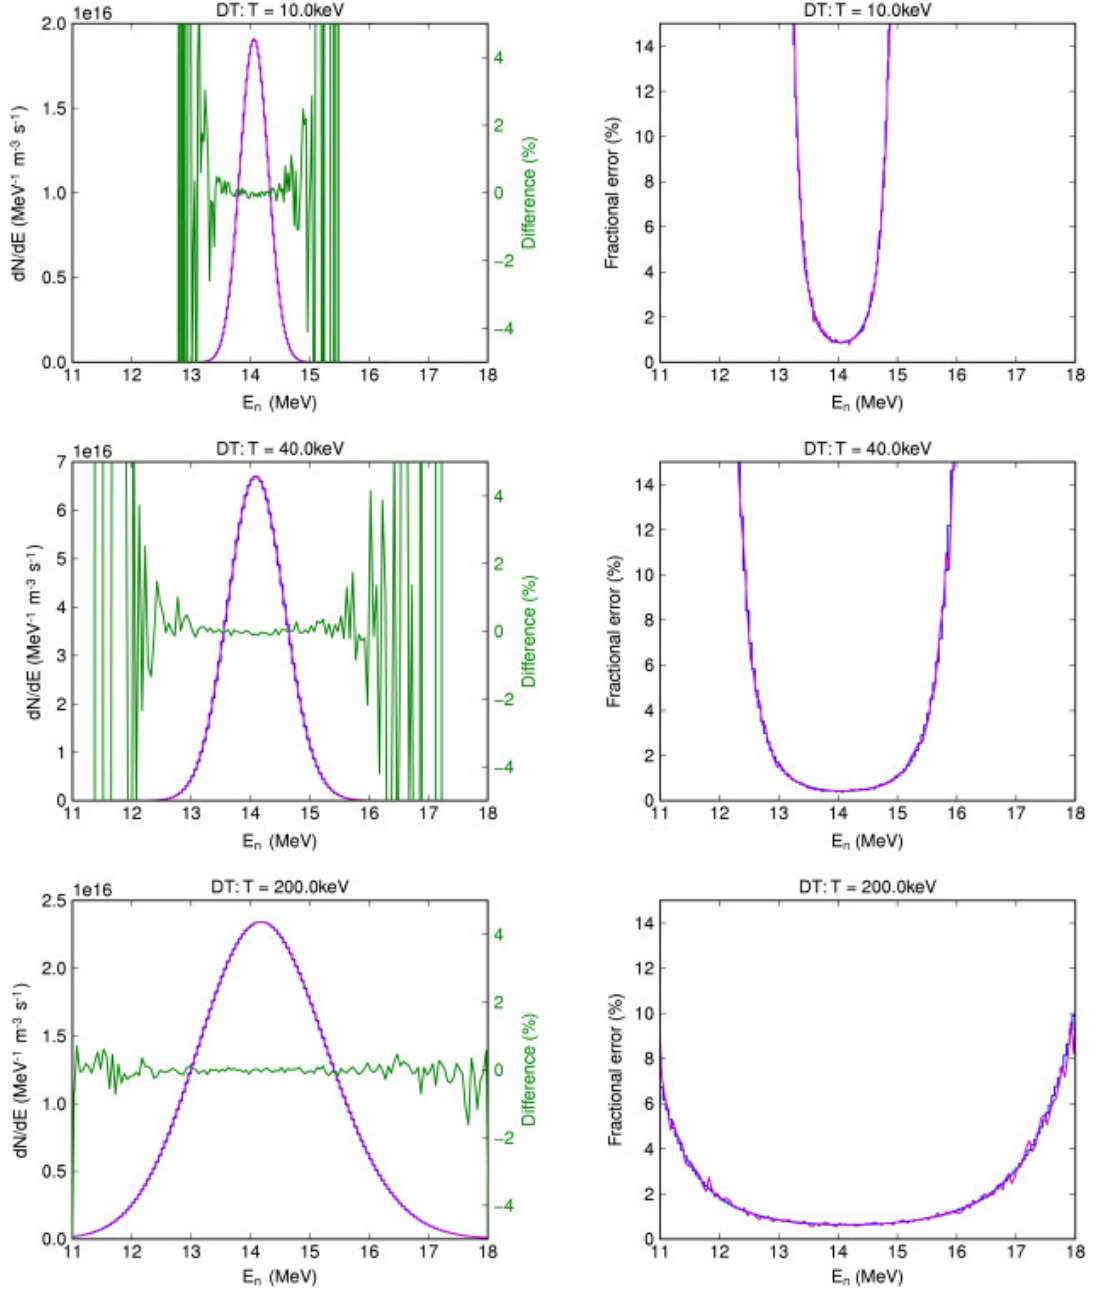 DT: T = 10.0keV
1e16
2.0
1.5
1.0
0.5
0.0
dN/dE (MeV⁻¹ m⁻³ s⁻¹)
4
2
0
−2
−4
Difference (%)
11 12 13 14 15 16 17 18
Eₙ (MeV)
DT: T = 10.0keV
14
12
10
8
6
4
2
0
Fractional error (%)
11 12 13 14 15 16 17 18
Eₙ (MeV)
DT: T = 40.0keV
1e16
7
6
5
4
3
2
1
0
dN/dE (MeV⁻¹ m⁻³ s⁻¹)
4
2
0
−2
−4
Difference (%)
11 12 13 14 15 16 17 18
Eₙ (MeV)
DT: T = 40.0keV
14
12
10
8
6
4
2
0
Fractional error (%)
11 12 13 14 15 16 17 18
Eₙ (MeV)
DT: T = 200.0keV
1e16
2.5
2.0
1.5
1.0
0.5
0.0
dN/dE (MeV⁻¹ m⁻³ s⁻¹)
4
2
0
−2
−4
Difference (%)
11 12 13 14 15 16 17 18
Eₙ (MeV)
DT: T = 200.0keV
14
12
10
8
6
4
2
0
Fractional error (%)
11 12 13 14 15 16 17 18
Eₙ (MeV)